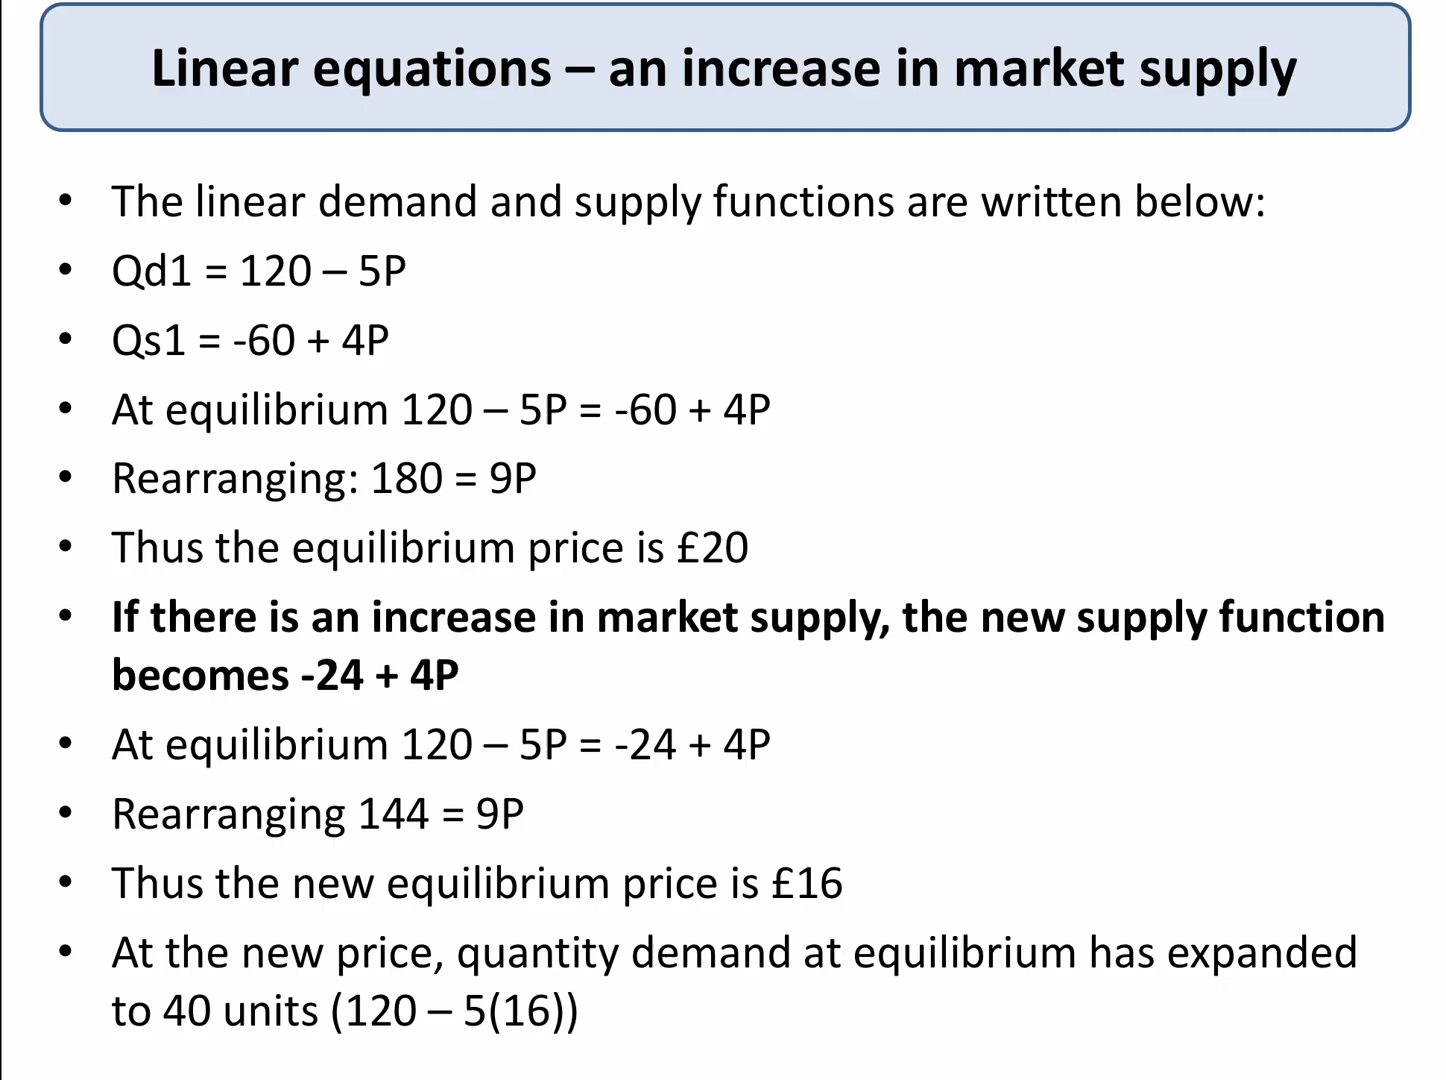 Linear equations – an increase in market supply
• The linear demand and supply functions are written below:
• Qd1 = 120 – 5P
• Qs1 = -60 + 4P
• At equilibrium 120 – 5P = -60 + 4P
• Rearranging: 180 = 9P
• Thus the equilibrium price is £20
• If there is an increase in market supply, the new supply function
becomes -24 + 4P
• At equilibrium 120 – 5P = -24 + 4P
• Rearranging 144 = 9P
• Thus the new equilibrium price is £16
• At the new price, quantity demand at equilibrium has expanded
to 40 units (120 – 5(16))